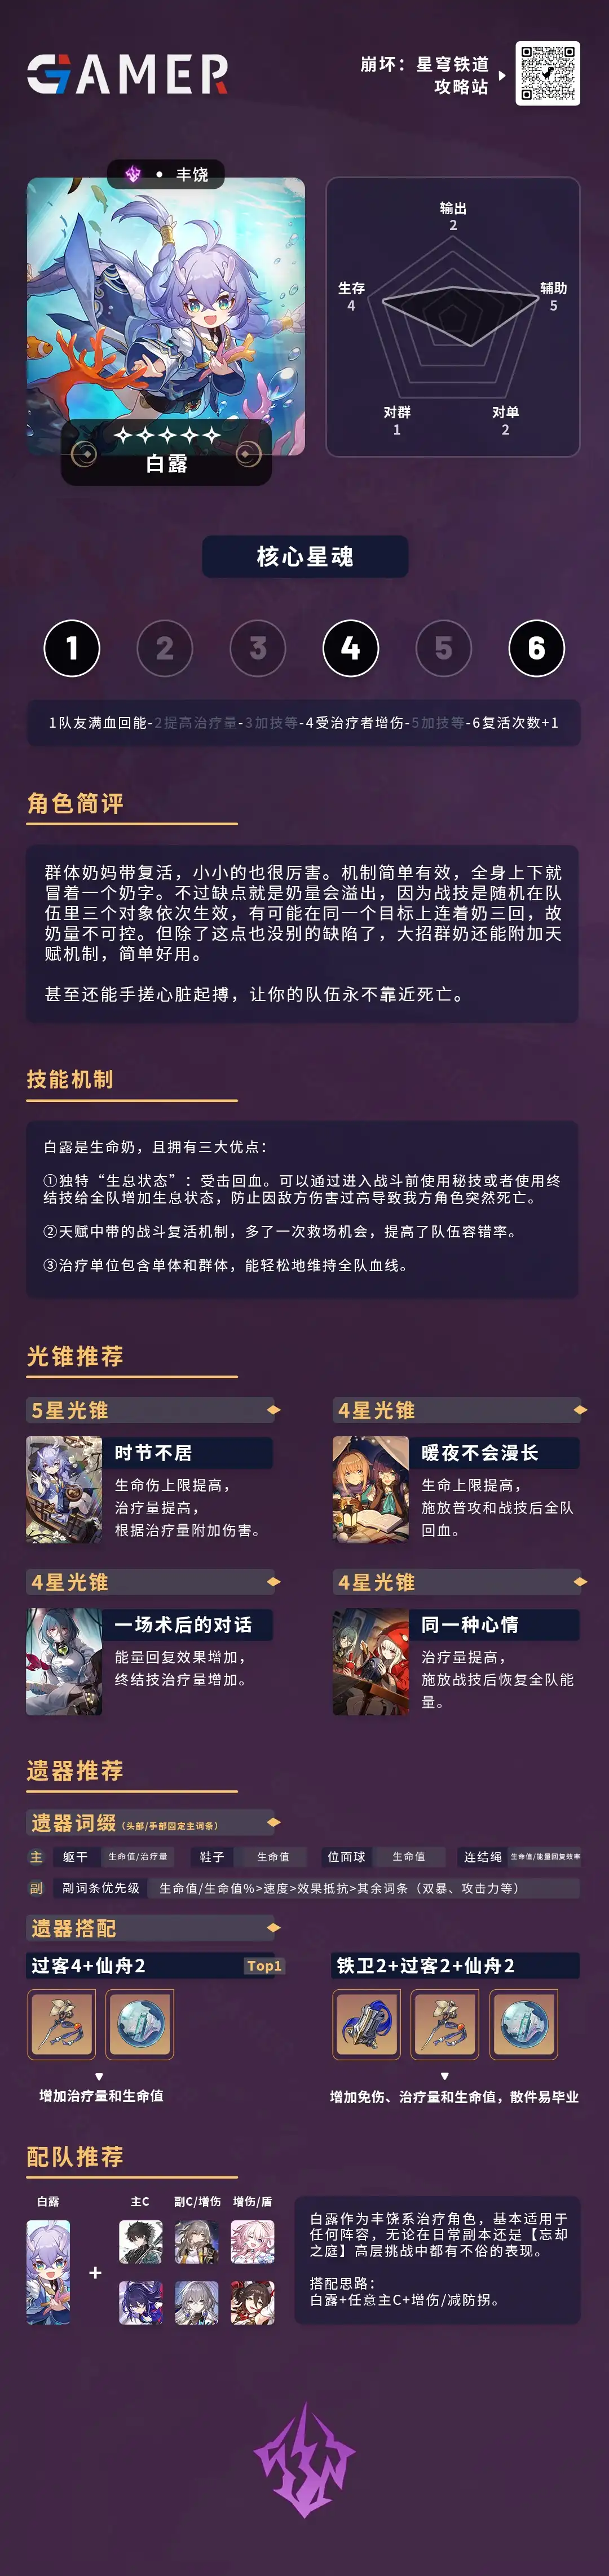 GAMER
崩坏：星穹铁道
攻略站
丰饶
白露
输出
2
生存
4
辅助
5
对群
1
对单
2
核心星魂
1 2 3 4 5 6
1队友满血回能-2提高治疗量-3加技等-4受治疗者增伤-5加技等-6复活次数+1
角色简评
群体奶妈带复活，小小的也很厉害。机制简单有效，全身上下就
冒着一个奶字。不过缺点就是奶量会溢出，因为战技是随机在队
伍里三个对象依次生效，有可能在同一个目标上连着奶三回，故
奶量不可控。但除了这点也没别的缺陷了，大招群奶还能附加天
赋机制，简单好用。
甚至还能手搓心脏起搏，让你的队伍永不靠近死亡。
技能机制
白露是生命奶，且拥有三大优点：
①独特“生息状态”：受击回血。可以通过进入战斗前使用秘技或者使用终
结技给全队增加生息状态，防止因敌方伤害过高导致我方角色突然死亡。
②天赋中带的战斗复活机制，多了一次救场机会，提高了队伍容错率。
③治疗单位包含单体和群体，能轻松地维持全队血线。
光锥推荐
5星光锥
时节不居
生命伤上限提高，
治疗量提高，
根据治疗量附加伤害。
4星光锥
暖夜不会漫长
生命上限提高，
施放普攻和战技后全队
回血。
4星光锥
一场术后的对话
能量回复效果增加，
终结技治疗量增加。
4星光锥
同一种心情
治疗量提高，
施放战技后恢复全队能
量。
遗器推荐
遗器词缀（头部/手部固定主词条）
主 躯干 生命值/治疗量 鞋子 生命值 位面球 生命值 连结绳 生命值/能量回复效率
副 副词条优先级 生命值/生命值%>速度>效果抵抗>其余词条（双暴、攻击力等）
遗器搭配
过客4+仙舟2 Top1
增加治疗量和生命值
铁卫2+过客2+仙舟2
增加免伤、治疗量和生命值，散件易毕业
配队推荐
白露 主C 副C/增伤 增伤/盾
+
白露作为丰饶系治疗角色，基本适用于
任何阵容，无论在日常副本还是【忘却
之庭】高层挑战中都有不俗的表现。
搭配思路：
白露+任意主C+增伤/减防拐。